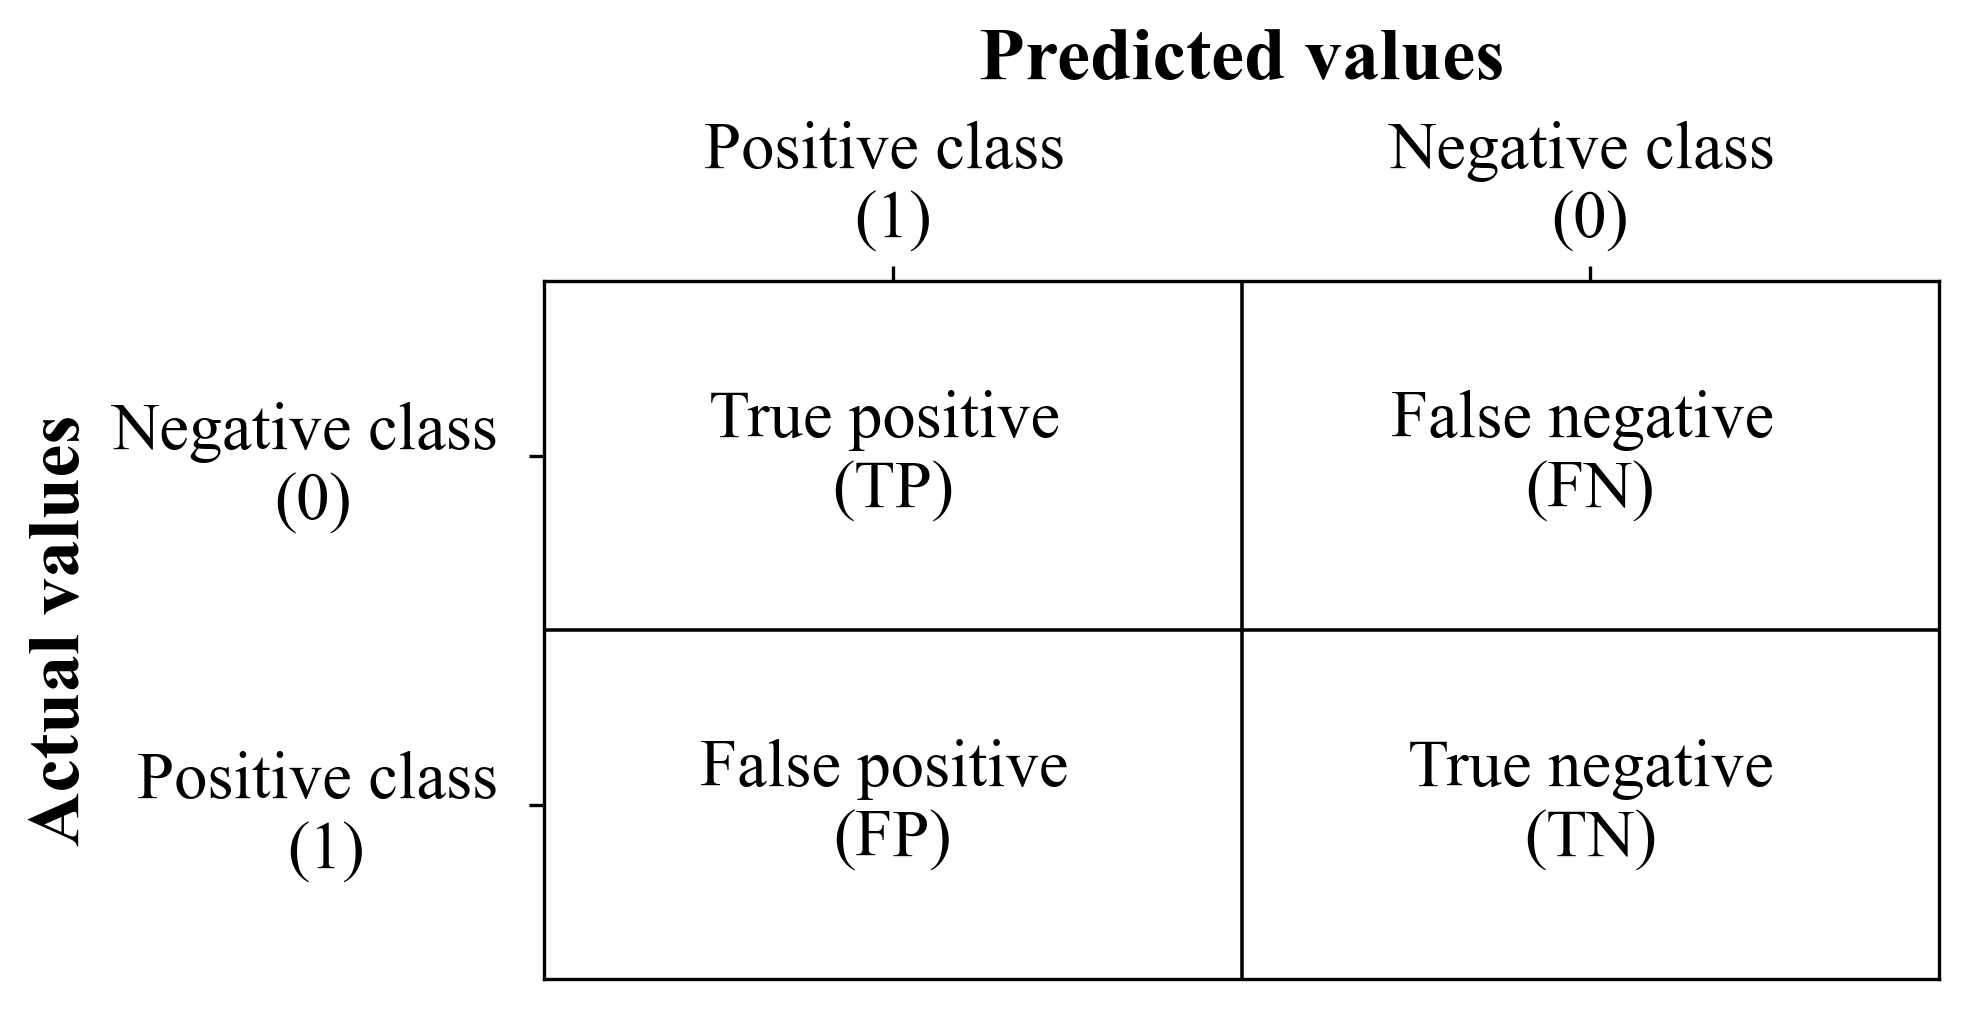 Predicted values
Positive class
(1)
Negative class
(0)
Actual values
Negative class
(0)
True positive
(TP)
False negative
(FN)
Positive class
(1)
False positive
(FP)
True negative
(TN)